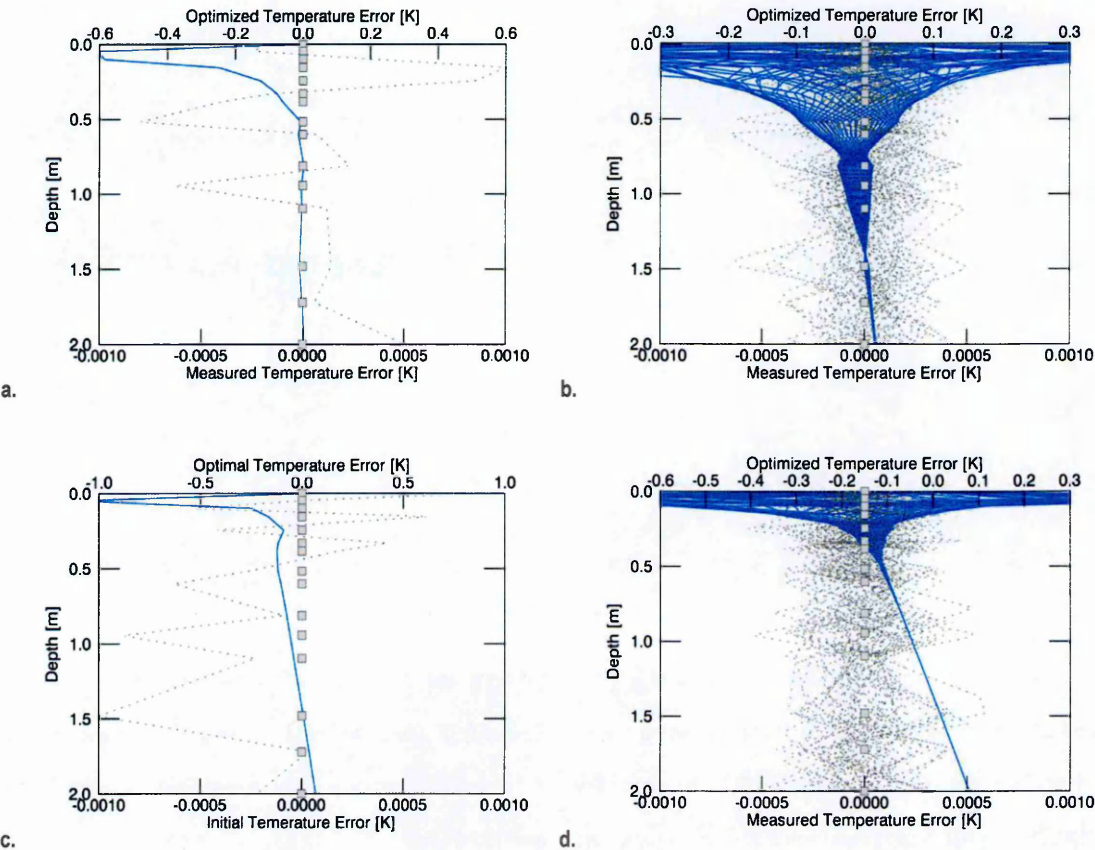 Optimized Temperature Error [K]
-0.6 -0.4 -0.2 0.0 0.2 0.4 0.6
0.0
0.5
1.0
1.5
2.0
Depth [m]
-0.0010 -0.0005 0.0000 0.0005 0.0010
Measured Temperature Error [K]
a.
Optimized Temperature Error [K]
-0.3 -0.2 -0.1 0.0 0.1 0.2 0.3
0.0
0.5
1.0
1.5
2.0
Depth [m]
-0.0010 -0.0005 0.0000 0.0005 0.0010
Measured Temperature Error [K]
b.
Optimal Temperature Error [K]
-1.0 -0.5 0.0 0.5 1.0
0.0
0.5
1.0
1.5
2.0
Depth [m]
-0.0010 -0.0005 0.0000 0.0005 0.0010
Initial Temerature Error [K]
c.
Optimized Temperature Error [K]
-0.6 -0.5 -0.4 -0.3 -0.2 -0.1 0.0 0.1 0.2 0.3
0.0
0.5
1.0
1.5
2.0
Depth [m]
-0.0010 -0.0005 0.0000 0.0005 0.0010
Measured Temperature Error [K]
d.